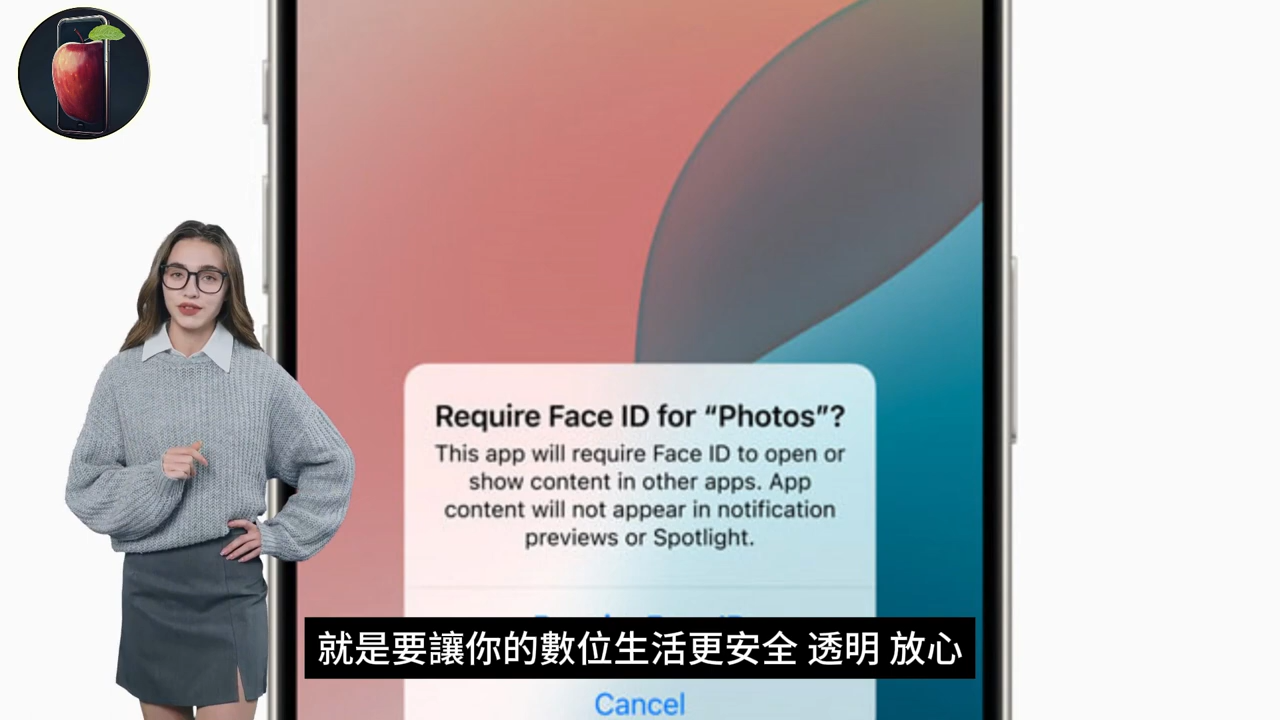 Require Face ID for “Photos”?
This app will require Face ID to open or
show content in other apps. App
content will not appear in notification
previews or Spotlight.
就是要讓你的數位生活更安全 透明 放心
Cancel